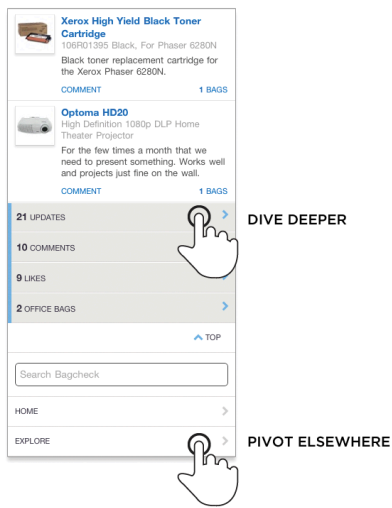 Xerox High Yield Black Toner
Cartridge
106R01395 Black, For Phaser 6280N
Black toner replacement cartridge for
the Xerox Phaser 6280N.
COMMENT 1 BAGS
Optoma HD20
High Definition 1080p DLP Home
Theater Projector
For the few times a month that we
need to present something. Works well
and projects just fine on the wall.
COMMENT 1 BAGS
21 UPDATES
DIVE DEEPER
10 COMMENTS
9 LIKES
2 OFFICE BAGS
TOP
Search Bagcheck
HOME
EXPLORE
PIVOT ELSEWHERE